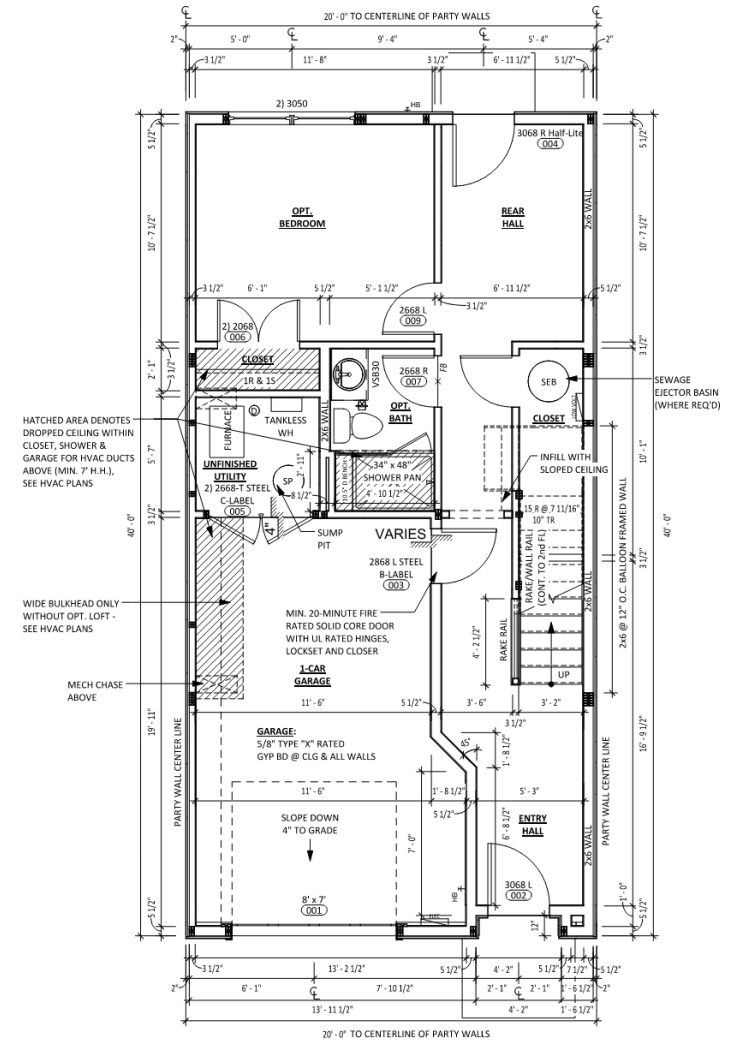 20'- 0" TO CENTERLINE OF PARTY WALLS
2"
5' - 0"
9' - 4"
5' - 4"
2"
3 1/2"
11' - 8"
3 1/2"
6' - 11 1/2"
5 1/2"
2) 3050
HB
3068 R Half-Lite
004
5 1/2"
5 1/2"
10' - 7 1/2"
OPT.
BEDROOM
REAR
HALL
2x6 WALL
10' - 7 1/2"
3 1/2"
6' - 1"
5 1/2"
5' - 1 1/2"
6' - 11 1/2"
5 1/2"
3 1/2"
2668 L
009
2) 2068
006
3 1/2"
3 1/2"
2' - 1"
CLOSET
1R & 1S
VSB30
2668 R
007
FB
SEB
SEWAGE
EJECTOR BASIN
(WHERE REQ'D)
OPT.
BATH
CLOSET
HATCHED AREA DENOTES
DROPPED CEILING WITHIN
CLOSET, SHOWER &
GARAGE FOR HVAC DUCTS
ABOVE (MIN. 7' H.H.),
SEE HVAC PLANS
FURNACE
D
TANKLESS
WH
2x6 WALL
5' - 7"
10' - 1"
UNFINISHED
UTILITY
2) 2668-T STEEL
C-LABEL
005
2' - 11"
SP
8 1/2"
10.5" D BENCH
34" x 48"
SHOWER PAN
4' - 10 1/2"
INFILL WITH
SLOPED CEILING
15 R @ 7 11/16"
10" TR
3 1/2"
40' - 0"
40' - 0"
4"
SUMP
PIT
VARIES
RAKE/WALL RAIL
(CONT. TO 2nd FL)
2x6 @ 12" O.C. BALLOON FRAMED WALL
3 1/2"
2868 L STEEL
B-LABEL
003
2x6 WALL
WIDE BULKHEAD ONLY
WITHOUT OPT. LOFT -
SEE HVAC PLANS
MIN. 20-MINUTE FIRE
RATED SOLID CORE DOOR
WITH UL RATED HINGES,
LOCKSET AND CLOSER
4' - 2 1/2"
RAKE RAIL
1-CAR
GARAGE
UP
MECH CHASE
ABOVE
11' - 6"
5 1/2"
3' - 6"
3' - 2"
3 1/2"
19' - 11"
16' - 9 1/2"
PARTY WALL CENTER LINE
PARTY WALL CENTER LINE
GARAGE:
5/8" TYPE "X" RATED
GYP BD @ CLG & ALL WALLS
45°
1' - 8 1/2"
11' - 6"
1' - 8 1/2"
5' - 3"
5 1/2"
SLOPE DOWN
4" TO GRADE
7' - 0"
6' - 8 1/2"
ENTRY
HALL
2x6 WALL
8' x 7'
001
HB
3068 L
002
1' - 0"
5 1/2"
ELEC
12"
5 1/2"
3 1/2"
13' - 2 1/2"
5 1/2"
4' - 2"
5 1/2"
7 1/2"
5 1/2"
2"
6' - 1"
7' - 10 1/2"
2' - 1"
2' - 1"
1' - 6 1/2"
2"
13' - 11 1/2"
4' - 2"
1' - 6 1/2"
20'- 0" TO CENTERLINE OF PARTY WALLS